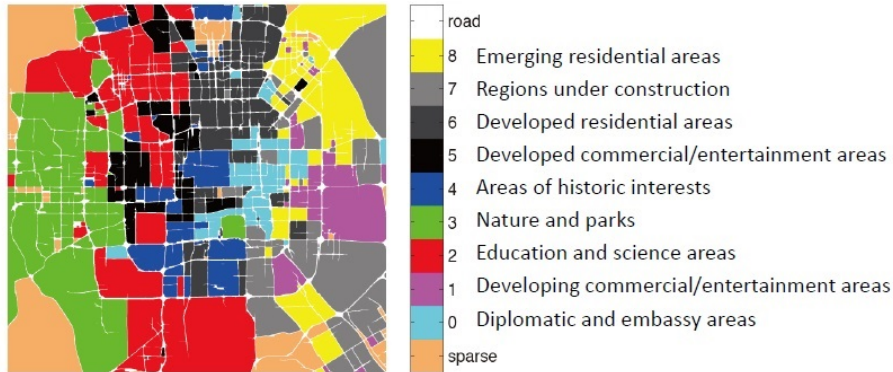 road
8 Emerging residential areas
7 Regions under construction
6 Developed residential areas
5 Developed commercial/entertainment areas
4 Areas of historic interests
3 Nature and parks
2 Education and science areas
1 Developing commercial/entertainment areas
0 Diplomatic and embassy areas
sparse